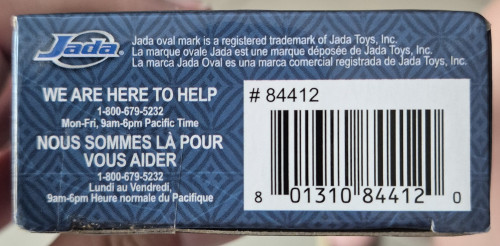 Jada
Jada oval mark is a registered trademark of Jada Toys, Inc.
La marque ovale Jada est une marque déposée de Jada Toys, Inc.
La marca Jada Oval es una marca comercial registrada de Jada Toys, Inc.
WE ARE HERE TO HELP
1-800-679-5232
Mon-Fri, 9am-6pm Pacific Time
NOUS SOMMES LÀ POUR
VOUS AIDER
1-800-679-5232
Lundi au Vendredi,
9am-6pm Heure normale du Pacifique
# 84412
8 01310 84412 0